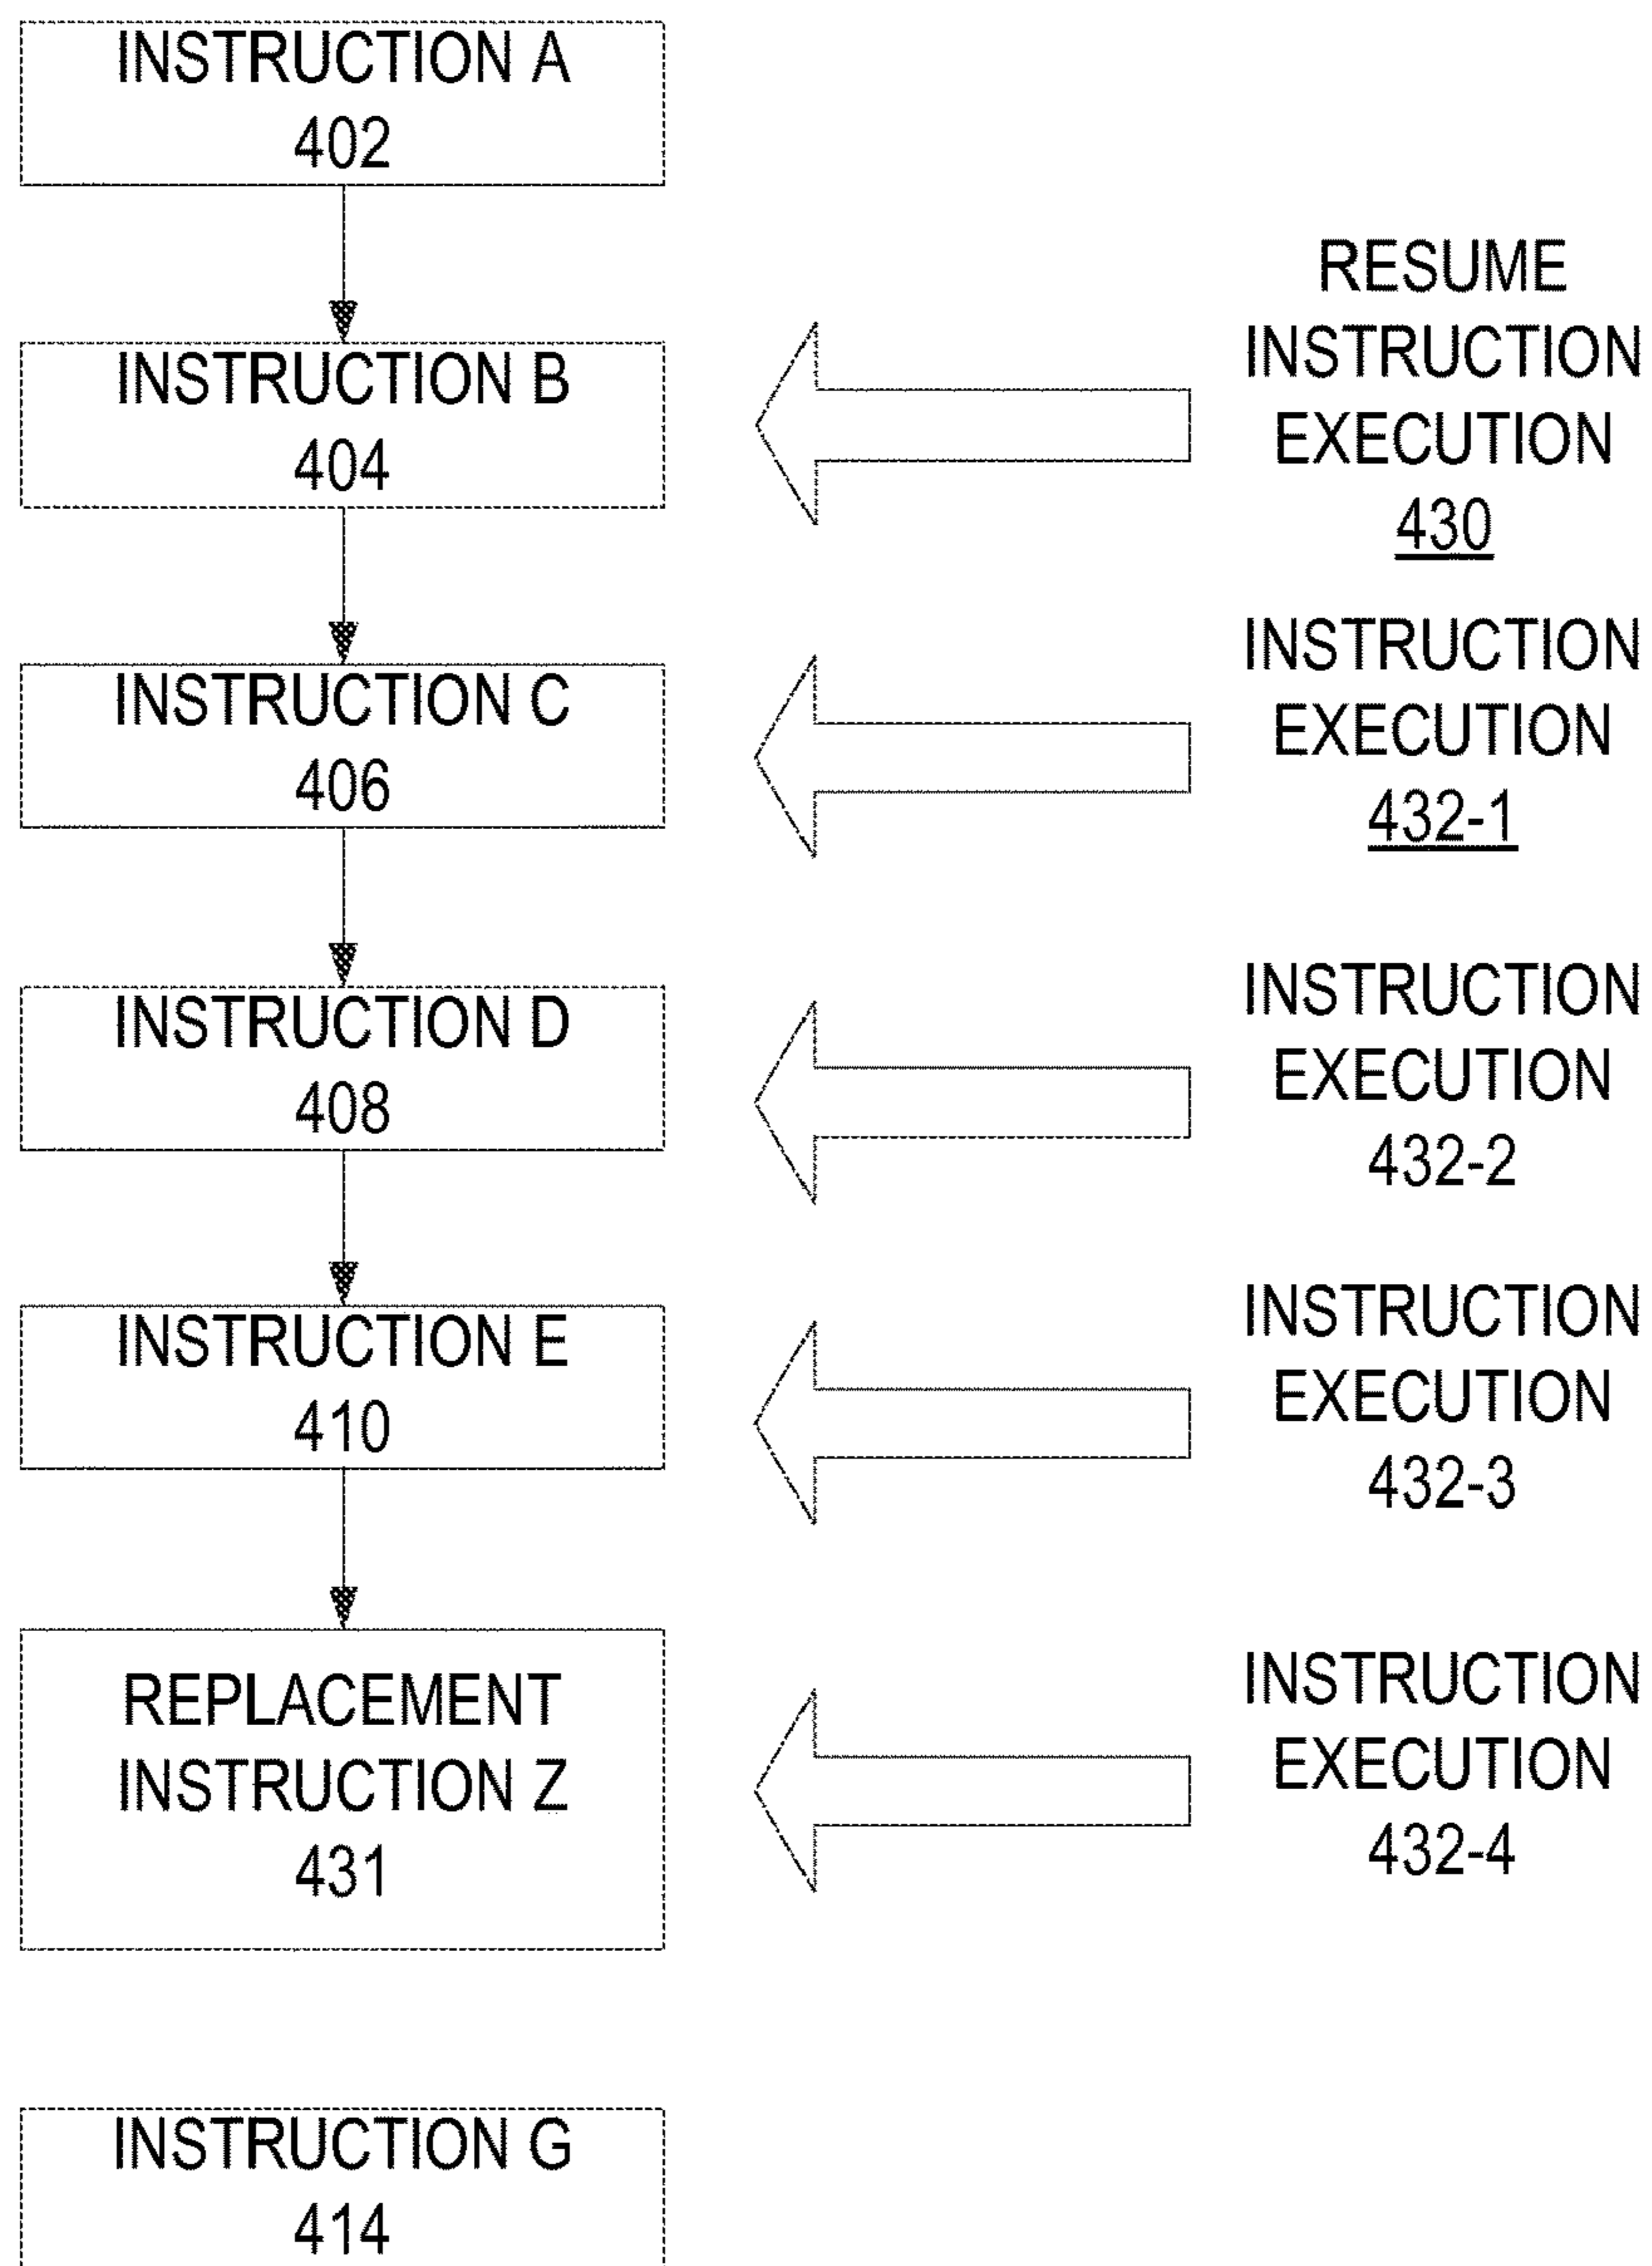 INSTRUCTION A
402
RESUME
INSTRUCTION
EXECUTION
430
INSTRUCTION B
404
INSTRUCTION
EXECUTION
432-1
INSTRUCTION C
406
INSTRUCTION
EXECUTION
432-2
INSTRUCTION D
408
INSTRUCTION
EXECUTION
432-3
INSTRUCTION E
410
INSTRUCTION
EXECUTION
432-4
REPLACEMENT
INSTRUCTION Z
431
INSTRUCTION G
414